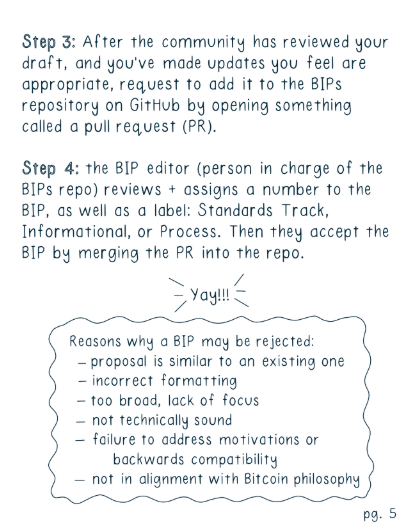 Step 3: After the community has reviewed your
draft, and you've made updates you feel are
appropriate, request to add it to the BIPs
repository on GitHub by opening something
called a pull request (PR).
Step 4: the BIP editor (person in charge of the
BIPs repo) reviews + assigns a number to the
BIP, as well as a label: Standards Track,
Informational, or Process. Then they accept the
BIP by merging the PR into the repo.
Yay!!!
Reasons why a BIP may be rejected:
– proposal is similar to an existing one
– incorrect formatting
– too broad, lack of focus
– not technically sound
– failure to address motivations or
backwards compatibility
– not in alignment with Bitcoin philosophy
pg. 5